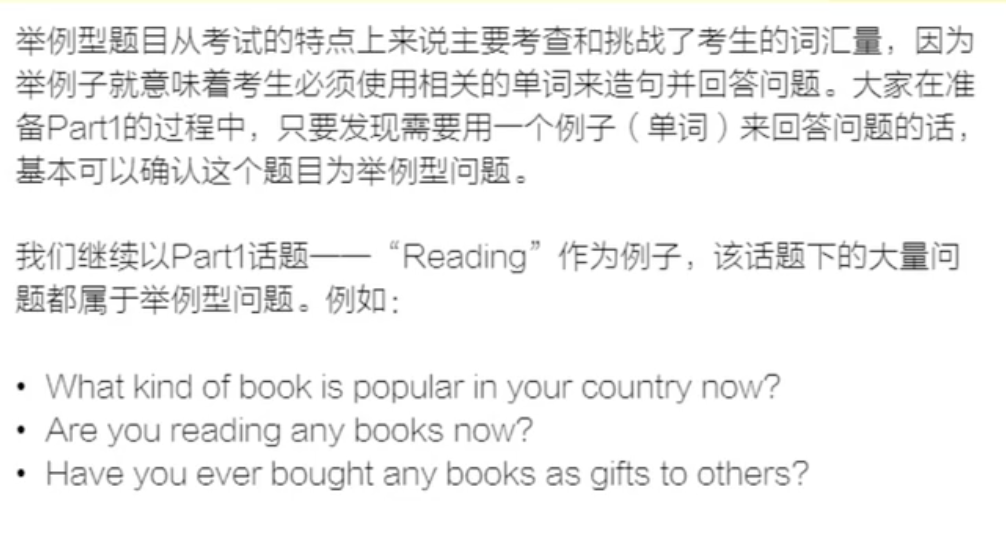 举例型题目从考试的特点上来说主要考查和挑战了考生的词汇量，因为
举例子就意味着考生必须使用相关的单词来造句并回答问题。大家在准
备Part1的过程中，只要发现需要用一个例子（单词）来回答问题的话，
基本可以确认这个题目为举例型问题。
我们继续以Part1话题——“Reading”作为例子，该话题下的大量问
题都属于举例型问题。例如：
• What kind of book is popular in your country now?
• Are you reading any books now?
• Have you ever bought any books as gifts to others?